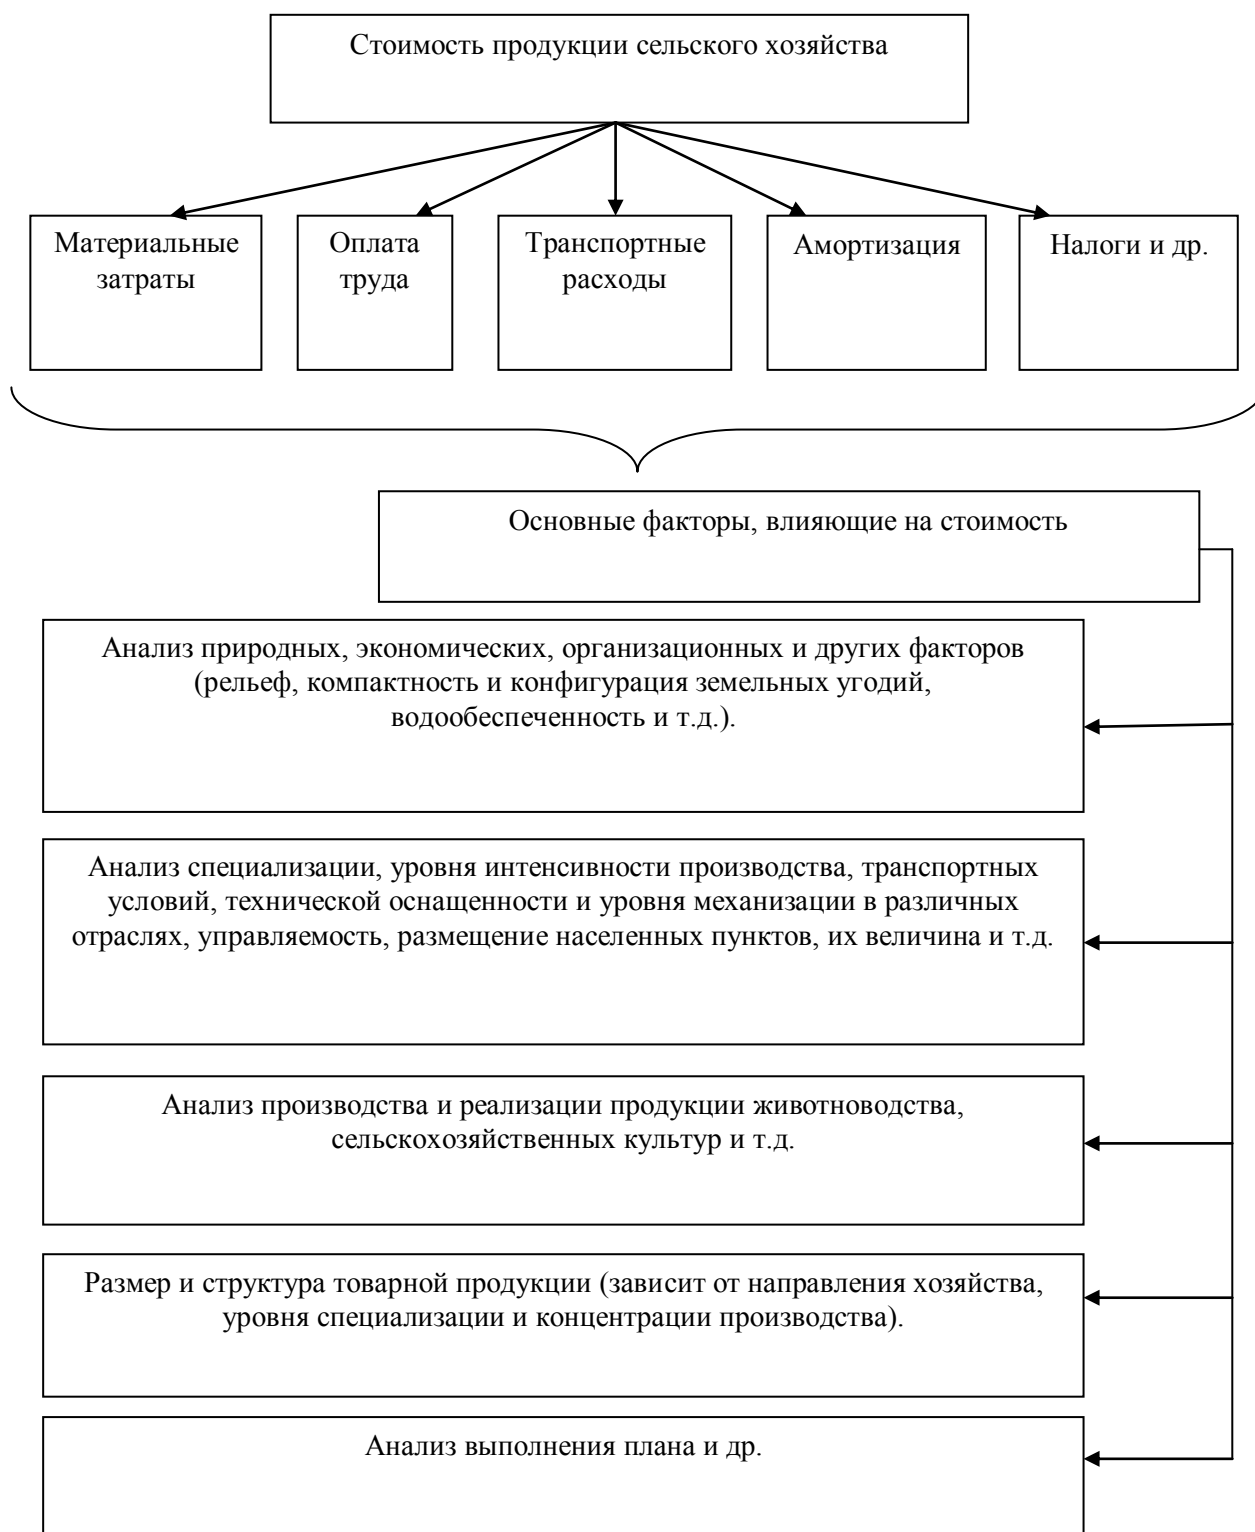 Стоимость продукции сельского хозяйства
Материальные
затраты
Оплата
труда
Транспортные
расходы
Амортизация
Налоги и др.
Основные факторы, влияющие на стоимость
Анализ природных, экономических, организационных и других факторов
(рельеф, компактность и конфигурация земельных угодий,
водообеспеченность и т.д.).
Анализ специализации, уровня интенсивности производства, транспортных
условий, технической оснащенности и уровня механизации в различных
отраслях, управляемость, размещение населенных пунктов, их величина и т.д.
Анализ производства и реализации продукции животноводства,
сельскохозяйственных культур и т.д.
Размер и структура товарной продукции (зависит от направления хозяйства,
уровня специализации и концентрации производства).
Анализ выполнения плана и др.